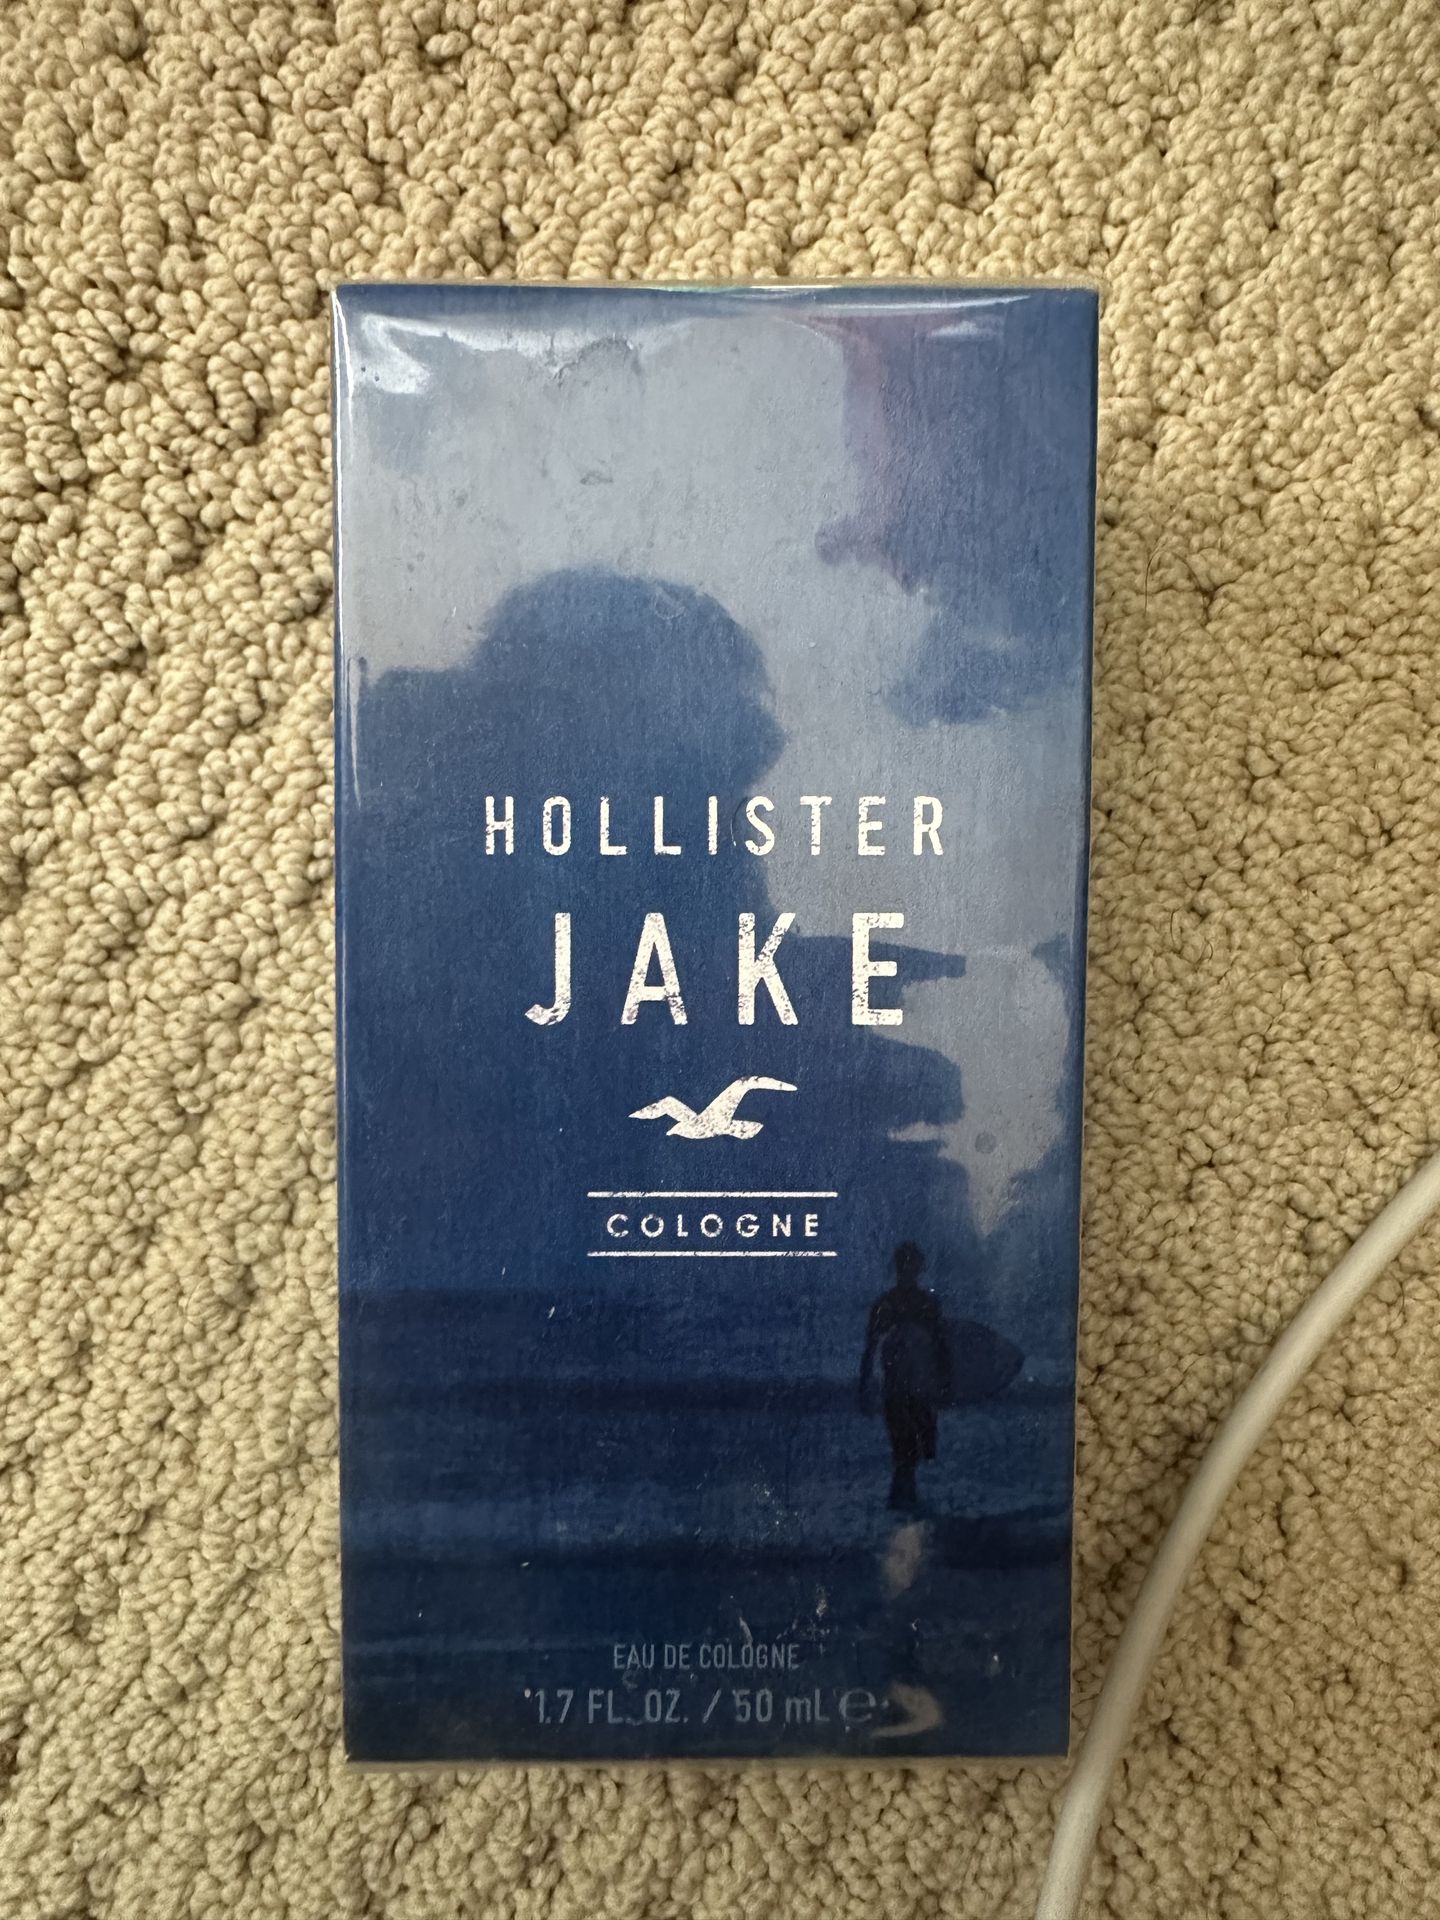 HOLLISTER
JAKE
COLOGNE
EAU DE COLOGNE
1.7 FL. OZ. / 50 mL ℮